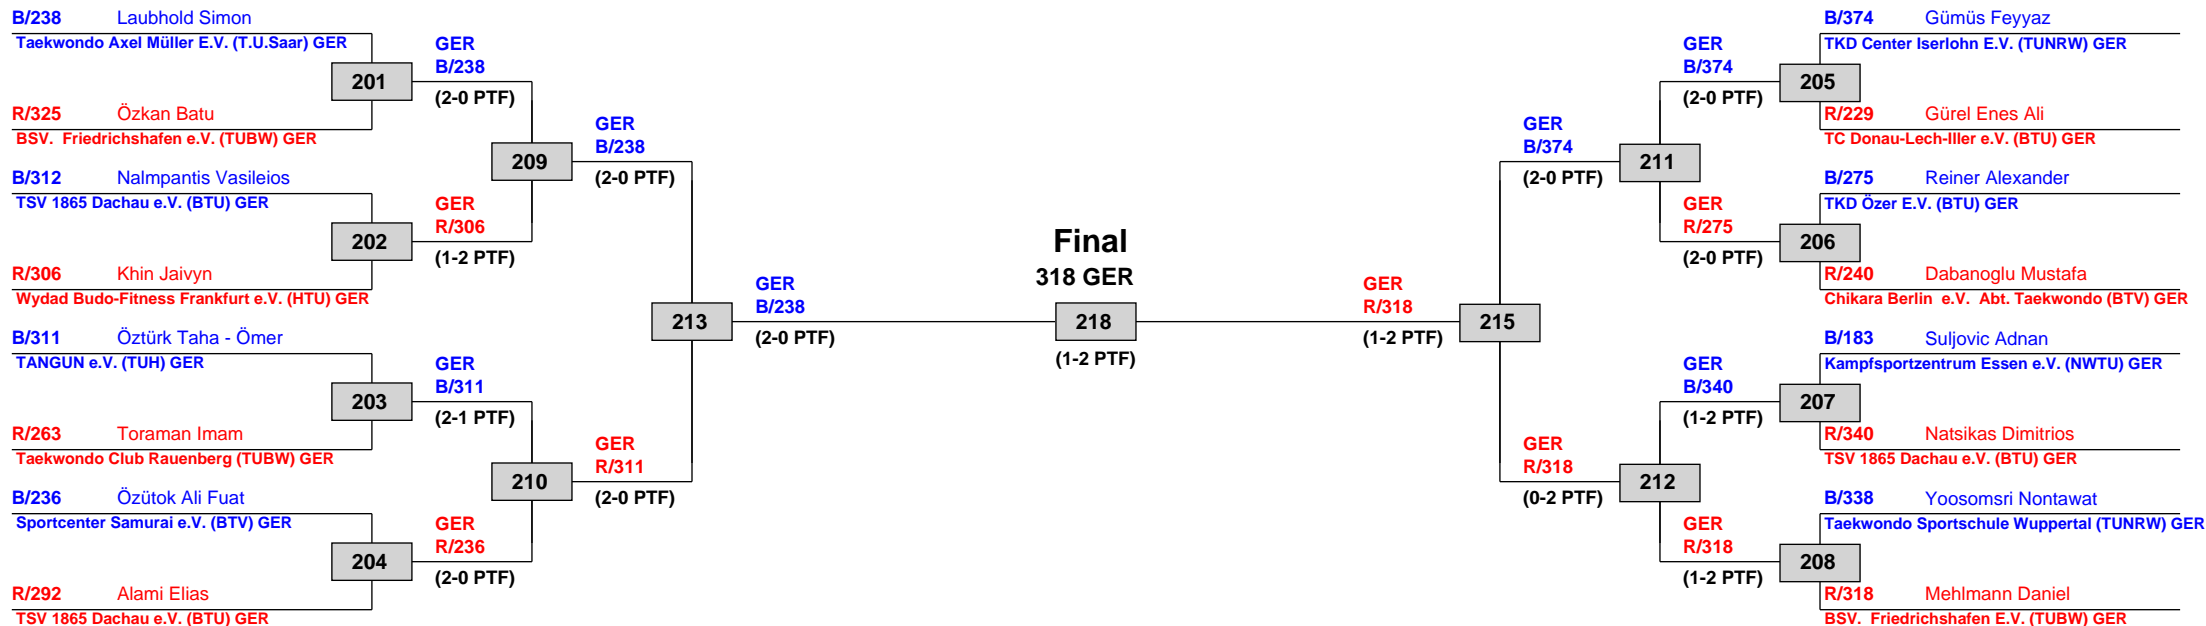 B/238 Laubhold Simon
Taekwondo Axel Müller E.V. (T.U.Saar) GER
201
R/325 Özkan Batu
BSV. Friedrichshafen e.V. (TUBW) GER
GER
B/238
(2-0 PTF)
B/312 Nalmpantis Vasileios
TSV 1865 Dachau e.V. (BTU) GER
202
R/306 Khin Jaivyn
Wydad Budo-Fitness Frankfurt e.V. (HTU) GER
GER
R/306
(1-2 PTF)
209
GER
B/238
(2-0 PTF)
B/311 Öztürk Taha - Ömer
TANGUN e.V. (TUH) GER
203
R/263 Toraman Imam
Taekwondo Club Rauenberg (TUBW) GER
GER
B/311
(2-1 PTF)
B/236 Özütok Ali Fuat
Sportcenter Samurai e.V. (BTV) GER
204
R/292 Alami Elias
TSV 1865 Dachau e.V. (BTU) GER
GER
R/236
(2-0 PTF)
210
GER
R/311
(2-0 PTF)
213
GER
B/238
(2-0 PTF)
Final
318 GER
218
(1-2 PTF)
GER
R/318
(1-2 PTF)
215
GER
B/374
(2-0 PTF)
211
GER
B/374
(2-0 PTF)
205
B/374 Gümüs Feyyaz
TKD Center Iserlohn E.V. (TUNRW) GER
R/229 Gürel Enes Ali
TC Donau-Lech-Iller e.V. (BTU) GER
GER
R/275
(2-0 PTF)
206
B/275 Reiner Alexander
TKD Özer E.V. (BTU) GER
R/240 Dabanoglu Mustafa
Chikara Berlin e.V. Abt. Taekwondo (BTV) GER
GER
R/318
(0-2 PTF)
212
GER
B/340
(1-2 PTF)
207
B/183 Suljovic Adnan
Kampfsportzentrum Essen e.V. (NWTU) GER
R/340 Natsikas Dimitrios
TSV 1865 Dachau e.V. (BTU) GER
GER
R/318
(1-2 PTF)
208
B/338 Yoosomsri Nontawat
Taekwondo Sportschule Wuppertal (TUNRW) GER
R/318 Mehlmann Daniel
BSV. Friedrichshafen E.V. (TUBW) GER